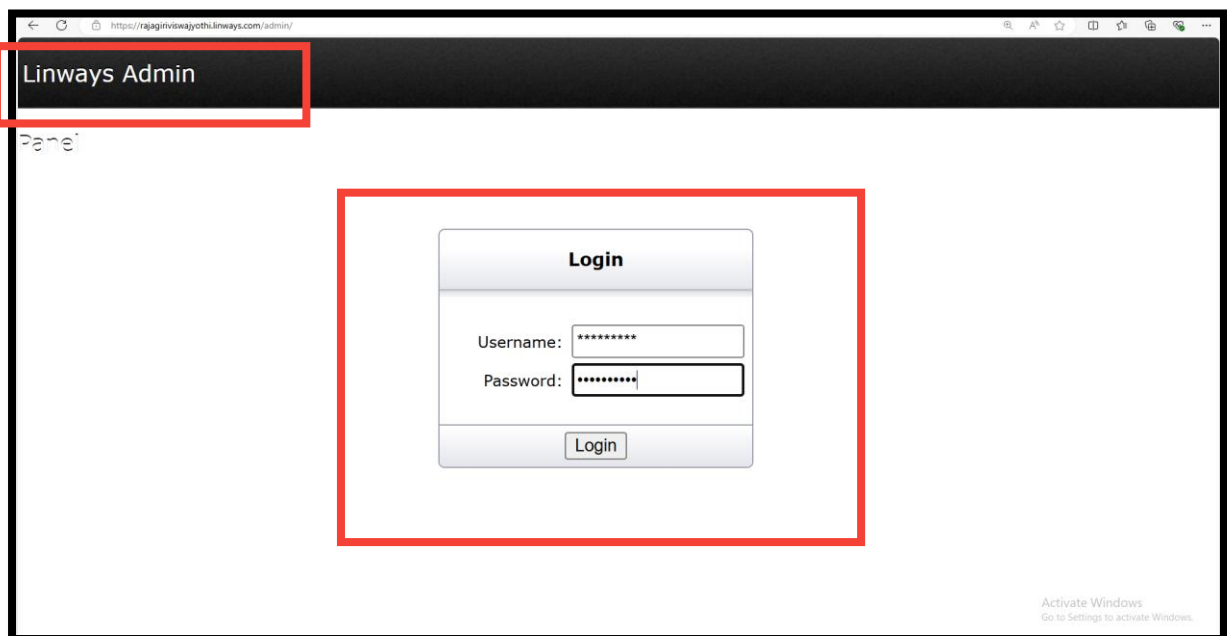 https://rajagiriviswajyothi.linways.com/admin/
Linways Admin
Panel
Login
Username: *********
Password: ••••••••••
Login
Activate Windows
Go to Settings to activate Windows.